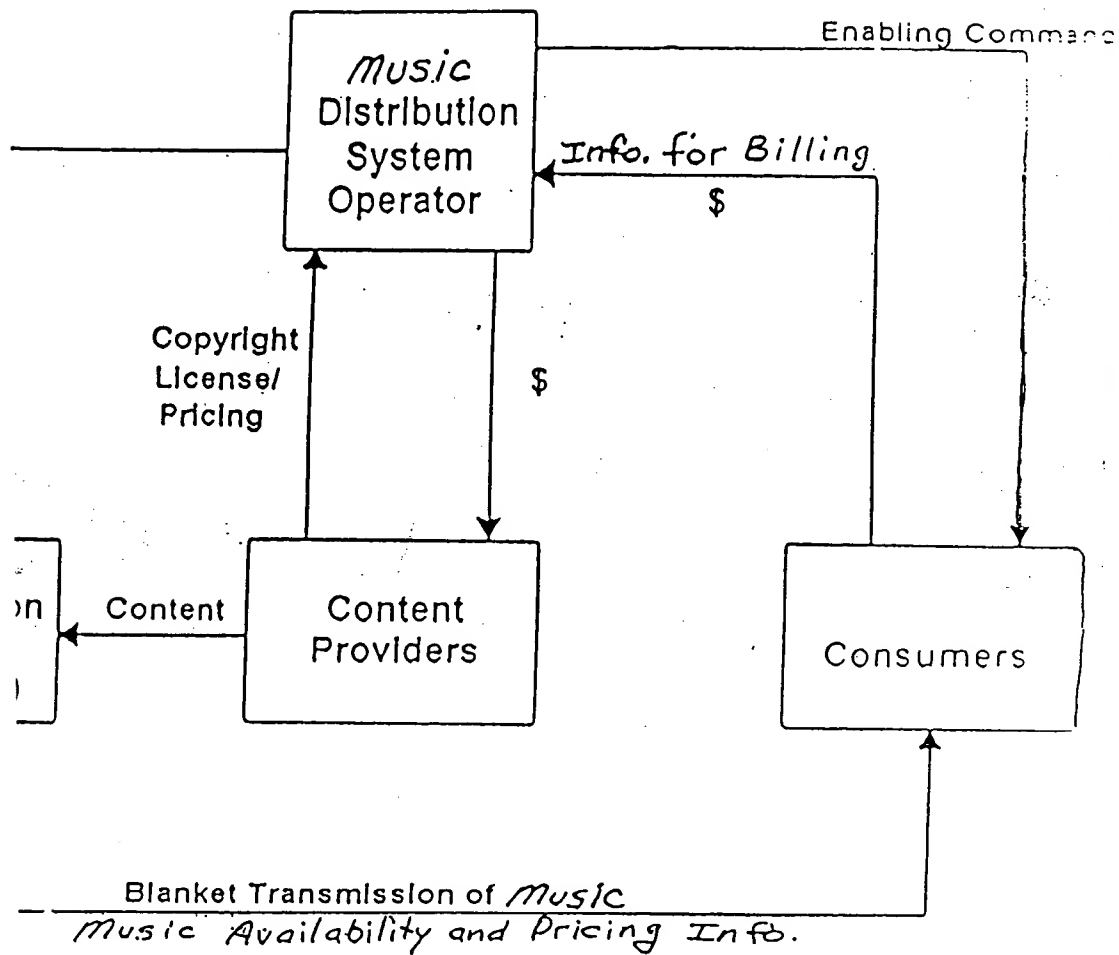 Enabling
Music
Distribution
System
Operator
Info. for Billing
$
Copyright
License/
Pricing
$
Content
Content
Providers
Consumers
Blanket Transmission of Music
Music Availability and Pricing Info.